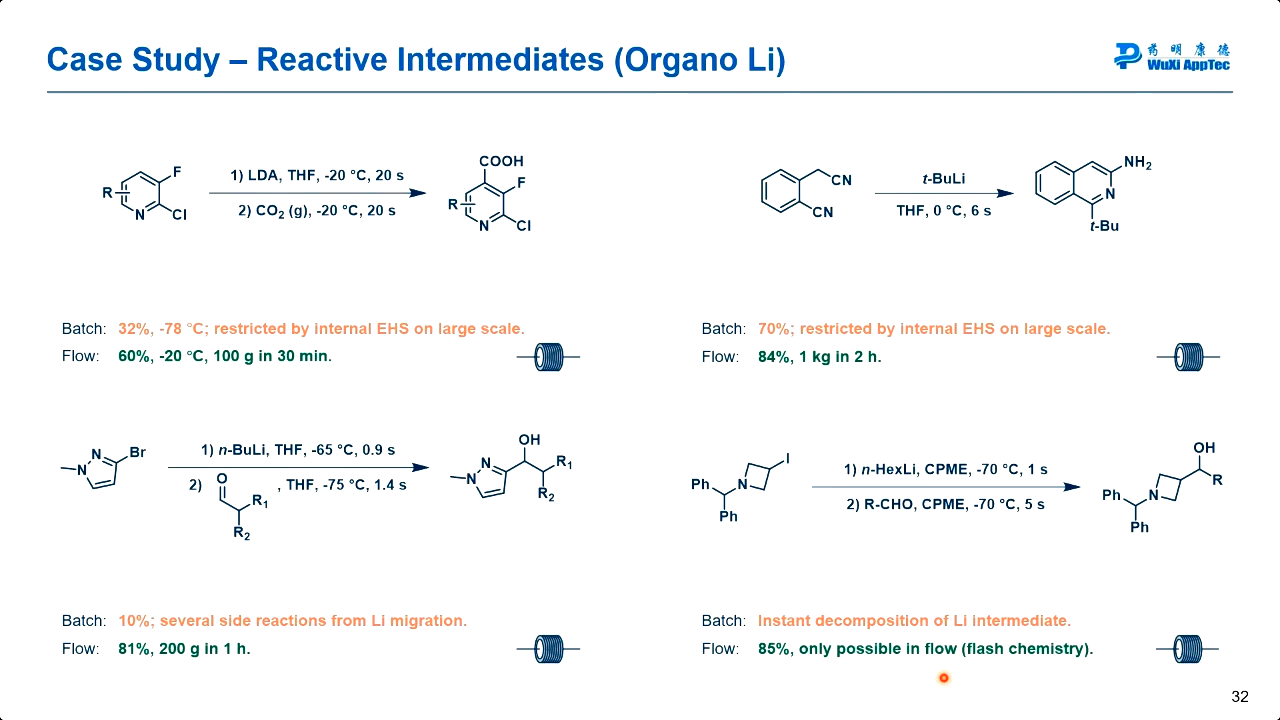 Case Study – Reactive Intermediates (Organo Li)
药 明 康 德
WuXi AppTec
R
F
N
Cl
1) LDA, THF, -20 °C, 20 s
2) CO₂ (g), -20 °C, 20 s
COOH
F
R
N
Cl
CN
CN
t-BuLi
THF, 0 °C, 6 s
NH₂
N
t-Bu
Batch: 32%, -78 °C; restricted by internal EHS on large scale.
Flow: 60%, -20 °C, 100 g in 30 min.
Batch: 70%; restricted by internal EHS on large scale.
Flow: 84%, 1 kg in 2 h.
N
N
Br
1) n-BuLi, THF, -65 °C, 0.9 s
2)
O
R₁
R₂
, THF, -75 °C, 1.4 s
OH
N
N
R₁
R₂
I
Ph
N
Ph
1) n-HexLi, CPME, -70 °C, 1 s
2) R-CHO, CPME, -70 °C, 5 s
OH
R
Ph
N
Ph
Batch: 10%; several side reactions from Li migration.
Flow: 81%, 200 g in 1 h.
Batch: Instant decomposition of Li intermediate.
Flow: 85%, only possible in flow (flash chemistry).
32